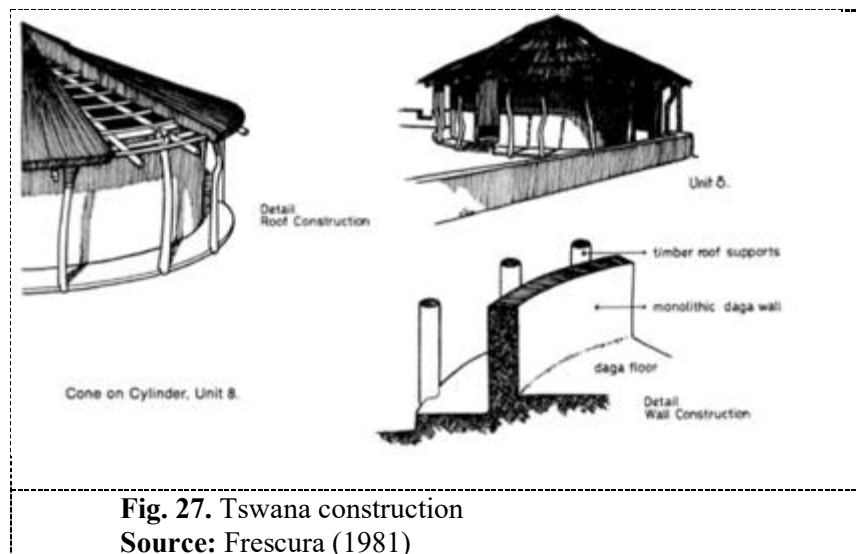 Detail
Roof Construction
Unit 8.
timber roof supports
monolithic daga wall
daga floor
Detail
Wall Construction
Cone on Cylinder, Unit 8.
Fig. 27. Tswana construction
Source: Frescura (1981)